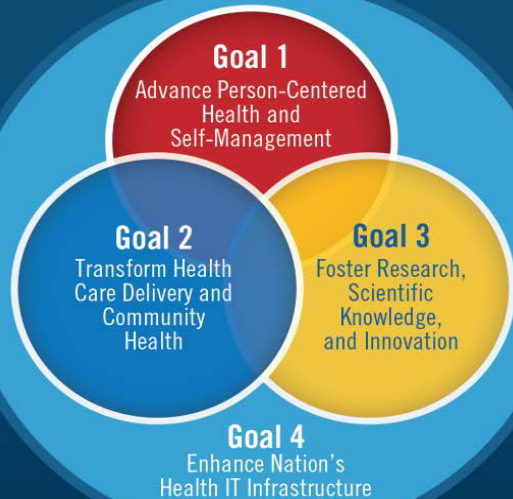 Goal 1
Advance Person-Centered
Health and
Self-Management
Goal 2
Transform Health
Care Delivery and
Community
Health
Goal 3
Foster Research,
Scientific
Knowledge,
and Innovation
Goal 4
Enhance Nation's
Health IT Infrastructure